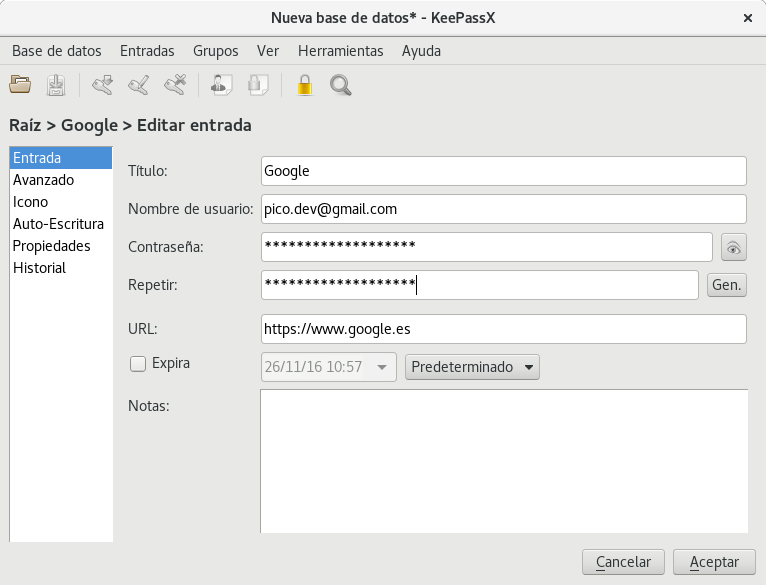 Nueva base de datos* - KeePassX
Base de datos Entradas Grupos Ver Herramientas Ayuda
Raíz > Google > Editar entrada
Entrada
Avanzado
Icono
Auto-Escritura
Propiedades
Historial
Título: Google
Nombre de usuario: pico.dev@gmail.com
Contraseña: *******************
Repetir: ******************* Gen.
URL: https://www.google.es
Expira 26/11/16 10:57 Predeterminado
Notas:
Cancelar Aceptar